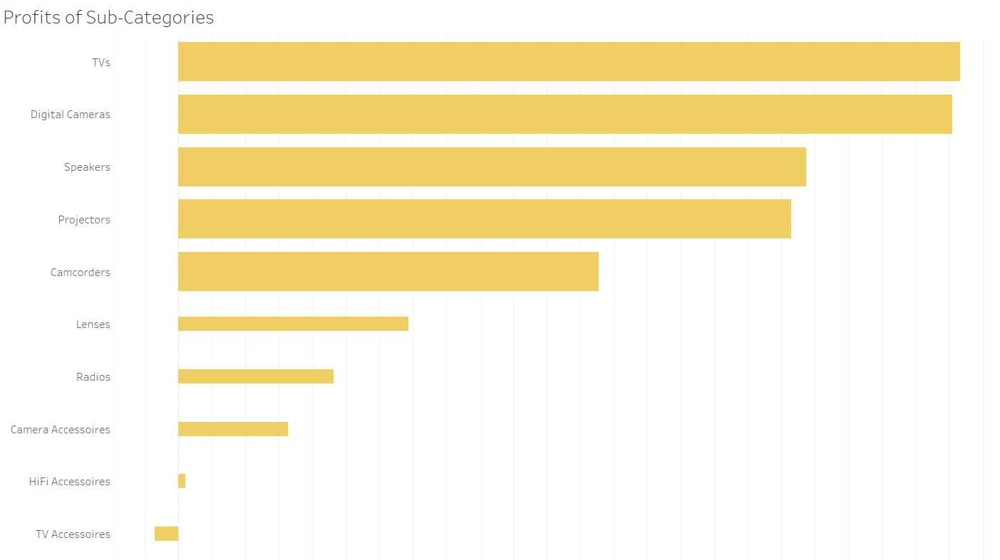 Profits of Sub-Categories
TVs
Digital Cameras
Speakers
Projectors
Camcorders
Lenses
Radios
Camera Accessoires
HiFi Accessoires
TV Accessoires